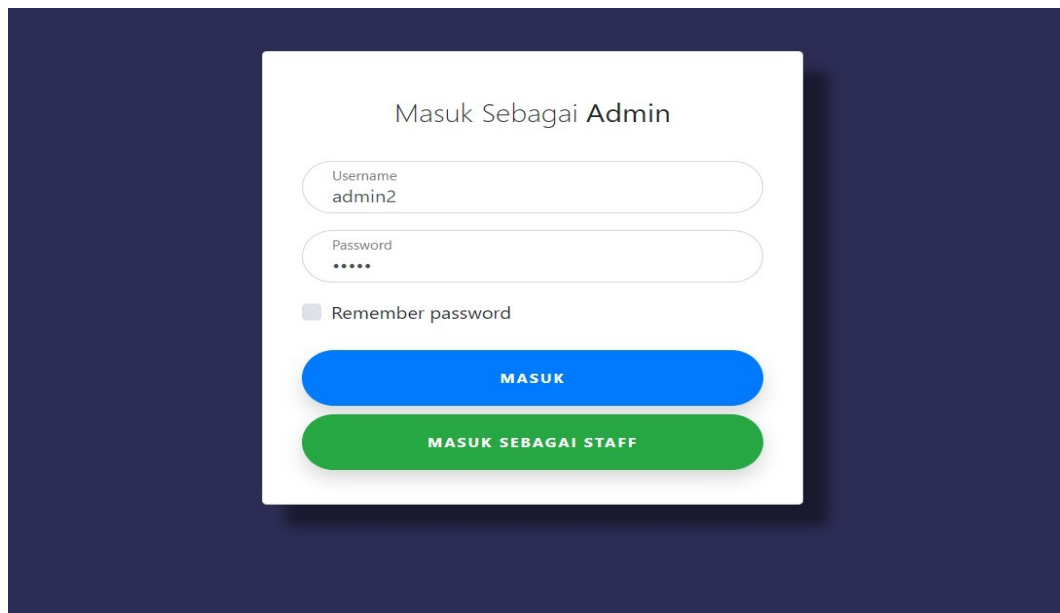 Masuk Sebagai Admin
Username
admin2
Password
•••••
Remember password
MASUK
MASUK SEBAGAI STAFF